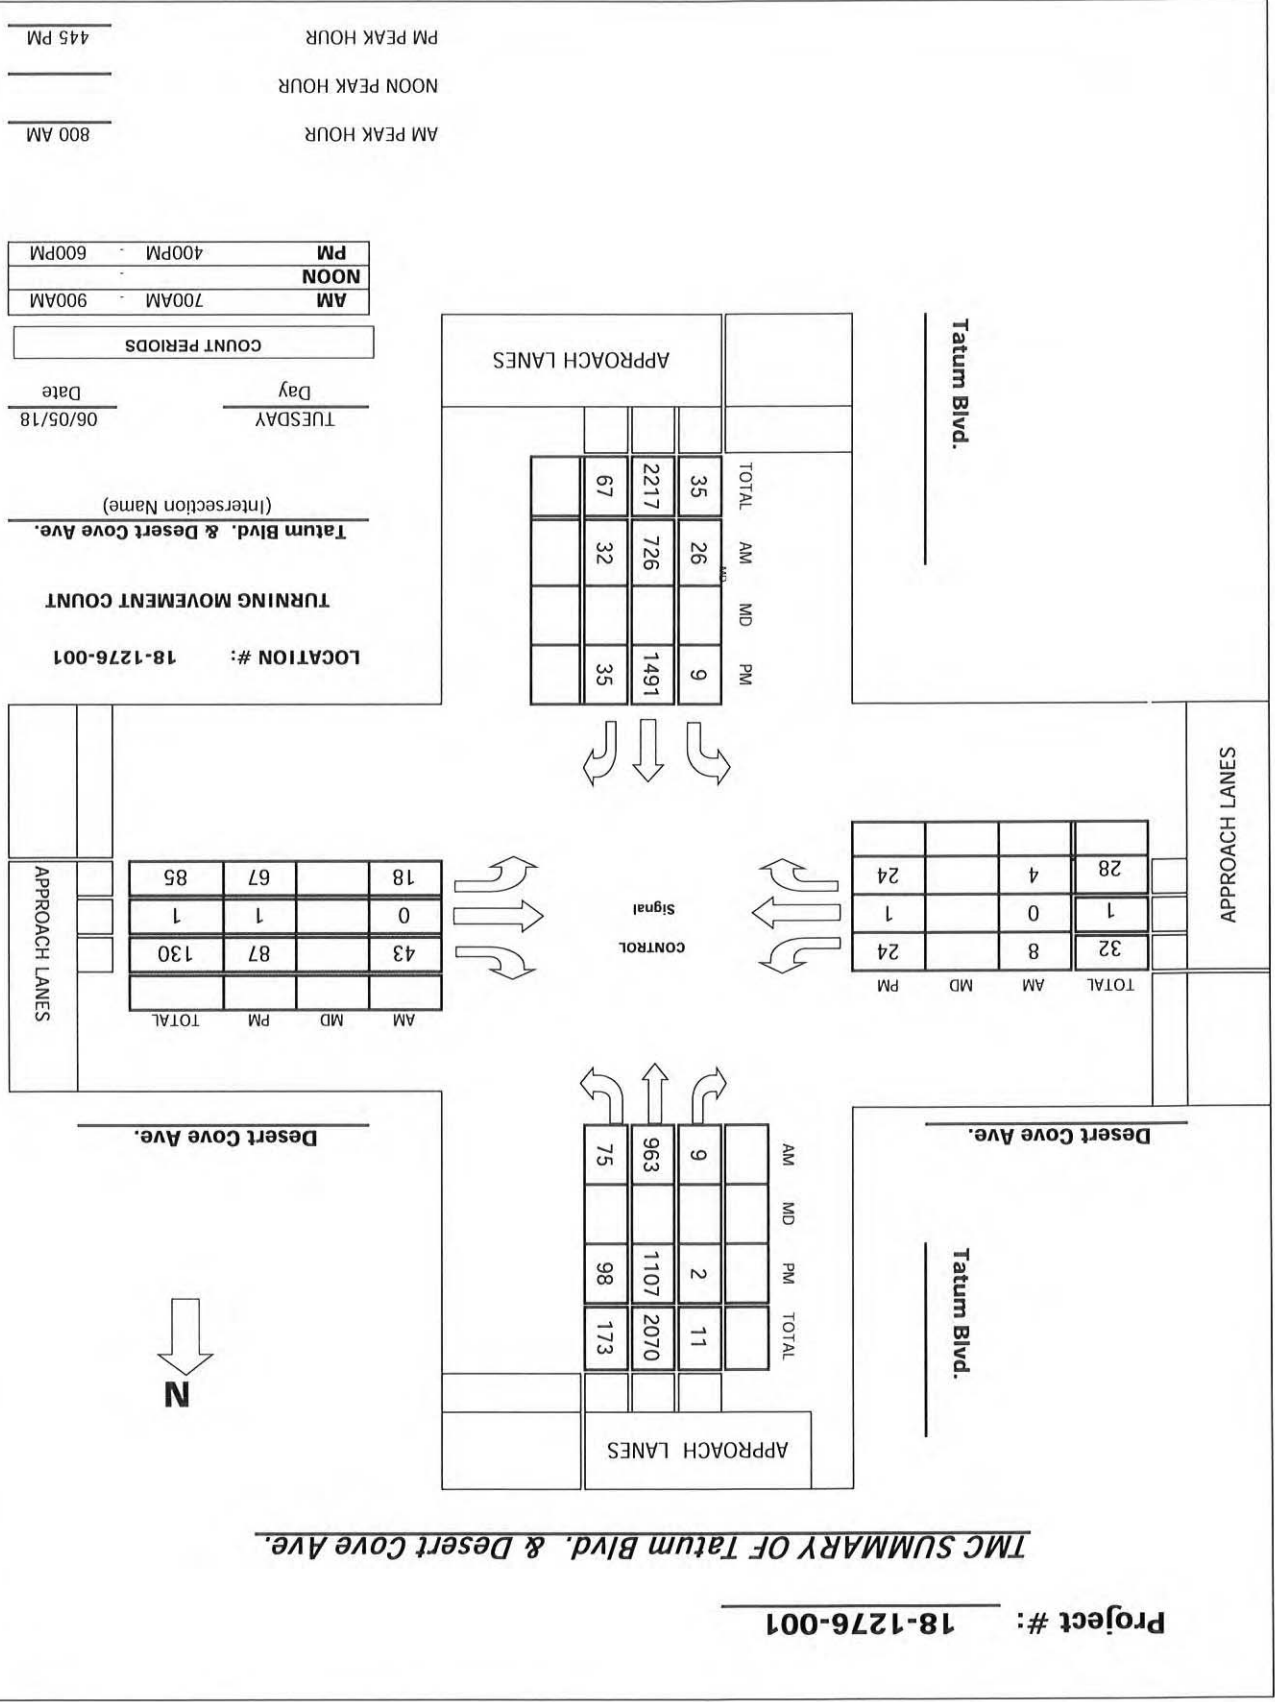 Project #: 18-1276-001
TMC SUMMARY OF Tatum Blvd. & Desert Cove Ave.
APPROACH LANES
N
Tatum Blvd.
TOTAL 11 2070 173
PM 2 1107 98
MD
AM 9 963 75
Desert Cove Ave.
Desert Cove Ave.
TOTAL AM MD PM
32 8 24
1 0 1
28 4 24
APPROACH LANES
CONTROL
Signal
AM MD PM TOTAL
43 87 130
0 1 1
18 67 85
APPROACH LANES
PM 9 1491 35
MD
AM 26 726 32
MD
TOTAL 35 2217 67
APPROACH LANES
Tatum Blvd.
LOCATION #: 18-1276-001
TURNING MOVEMENT COUNT
Tatum Blvd. & Desert Cove Ave.
(Intersection Name)
TUESDAY 06/05/18
Day Date
COUNT PERIODS
AM 700AM - 900AM
NOON -
PM 400PM - 600PM
AM PEAK HOUR 800 AM
NOON PEAK HOUR
PM PEAK HOUR 445 PM